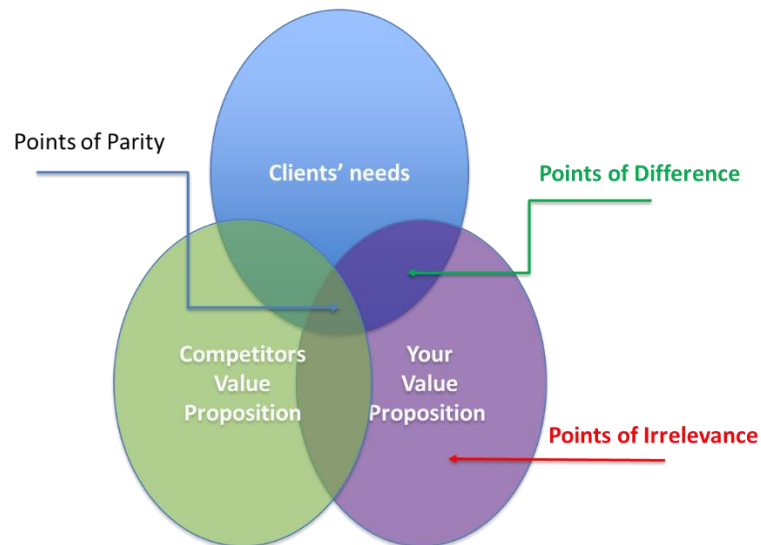 Points of Parity
Clients’ needs
Points of Difference
Competitors
Value
Proposition
Your
Value
Proposition
Points of Irrelevance